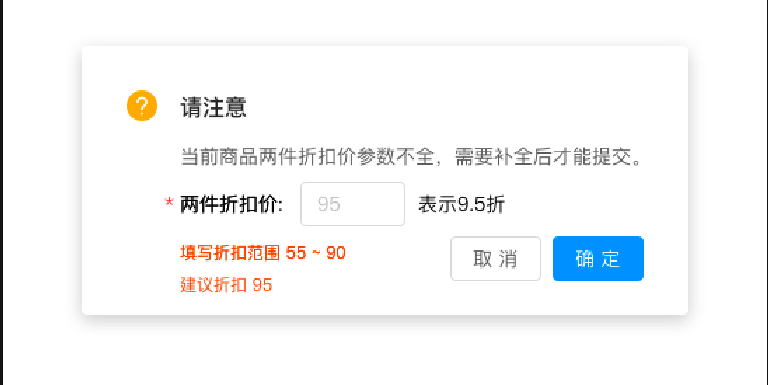 ?
请注意
当前商品两件折扣价参数不全，需要补全后才能提交。
* 两件折扣价: 95 表示9.5折
填写折扣范围 55 ~ 90
建议折扣 95
取 消 确 定